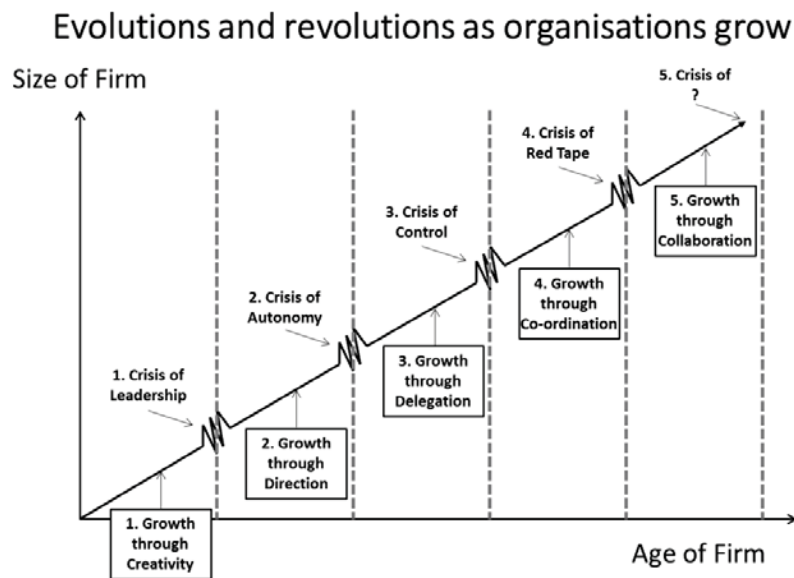 Evolutions and revolutions as organisations grow
Size of Firm
5. Crisis of
?
4. Crisis of
Red Tape
3. Crisis of
Control
5. Growth
through
Collaboration
2. Crisis of
Autonomy
4. Growth
through
Co-ordination
1. Crisis of
Leadership
3. Growth
through
Delegation
2. Growth
through
Direction
1. Growth
through
Creativity
Age of Firm